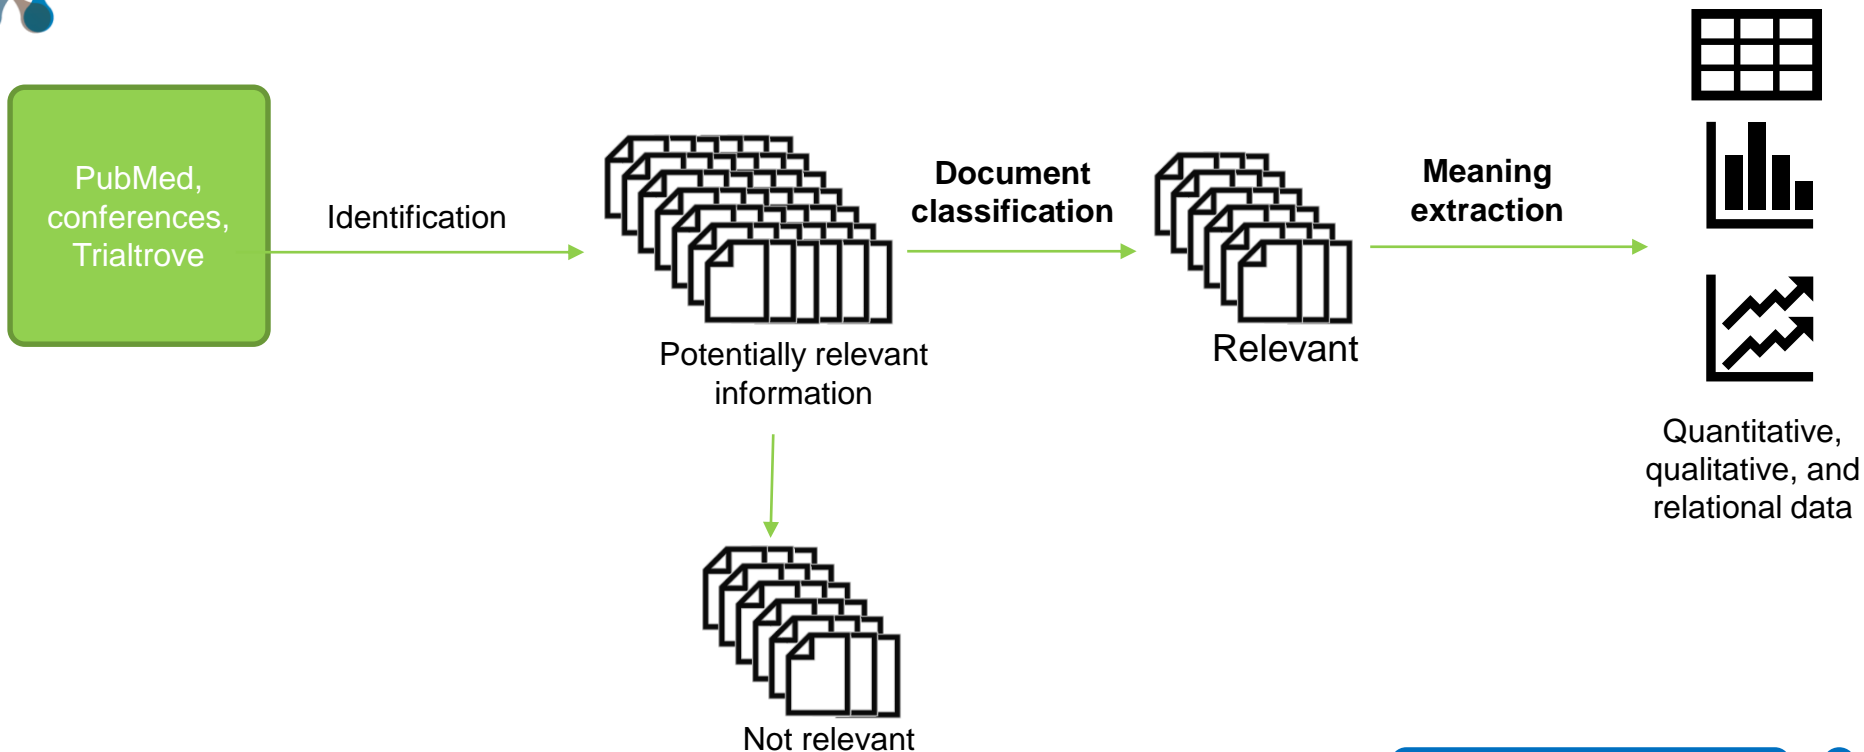 PubMed,
conferences,
Trialtrove
Identification
Potentially relevant
information
Document
classification
Relevant
Meaning
extraction
Quantitative,
qualitative, and
relational data
Not relevant